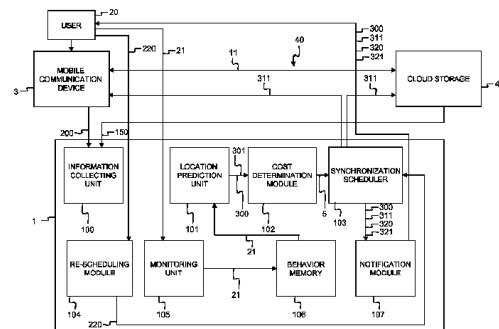 20
USER
300
311
320
321
220
21
40
11
MOBILE
COMMUNICATION
DEVICE
3
311
311
CLOUD STORAGE
4
200
150
INFORMATION
COLLECTING
UNIT
100
LOCATION
PREDICTION
UNIT
101
301
300
COST
DETERMINATION
MODULE
102
5
SYNCHRONIZATION
SCHEDULER
103
1
300
311
320
321
21
RE-SCHEDULING
MODULE
104
MONITORING
UNIT
105
21
BEHAVIOR
MEMORY
106
NOTIFICATION
MODULE
107
220